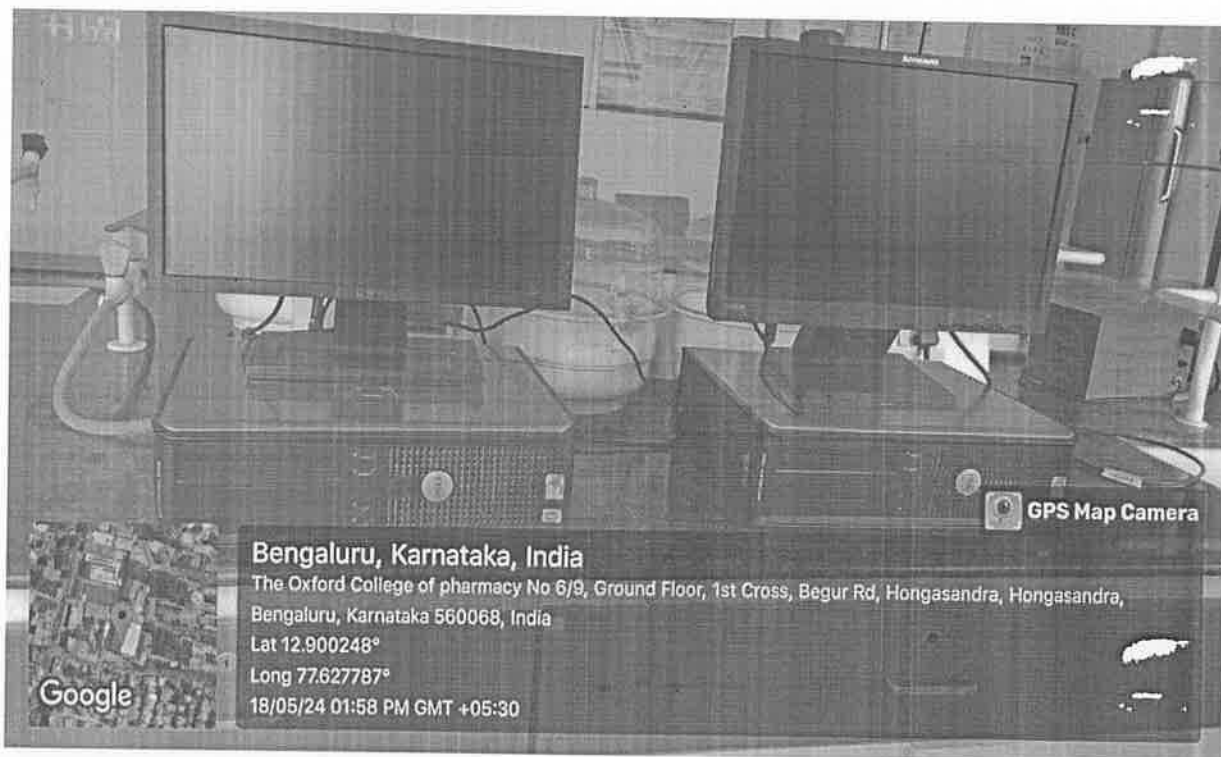 Lenovo
GPS Map Camera
Bengaluru, Karnataka, India
The Oxford College of pharmacy No 6/9, Ground Floor, 1st Cross, Begur Rd, Hongasandra, Hongasandra,
Bengaluru, Karnataka 560068, India
Lat 12.900248°
Long 77.627787°
18/05/24 01:58 PM GMT +05:30
Google